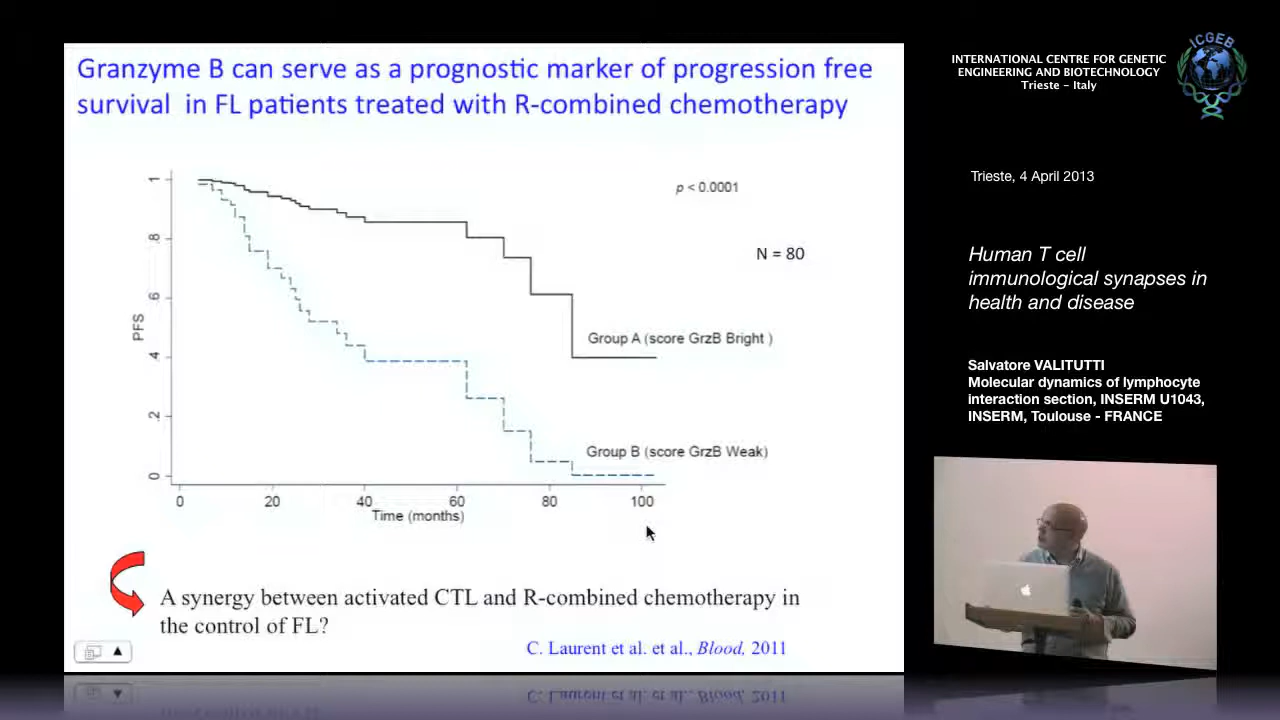 Granzyme B can serve as a prognostic marker of progression free
survival in FL patients treated with R-combined chemotherapy
p < 0.0001
N = 80
PFS
1
.8
.6
.4
.2
0
Group A (score GrzB Bright )
Group B (score GrzB Weak)
0 20 40 60 80 100
Time (months)
A synergy between activated CTL and R-combined chemotherapy in
the control of FL?
C. Laurent et al. et al., Blood, 2011
INTERNATIONAL CENTRE FOR GENETIC
ENGINEERING AND BIOTECHNOLOGY
Trieste – Italy
ICGEB
Trieste, 4 April 2013
Human T cell
immunological synapses in
health and disease
Salvatore VALITUTTI
Molecular dynamics of lymphocyte
interaction section, INSERM U1043,
INSERM, Toulouse - FRANCE